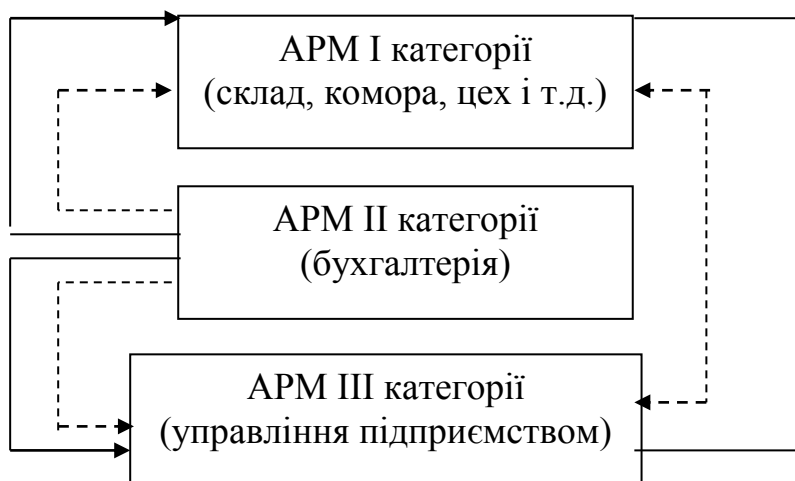 АРМ І категорії
(склад, комора, цех і т.д.)
АРМ ІІ категорії
(бухгалтерія)
АРМ ІІІ категорії
(управління підприємством)